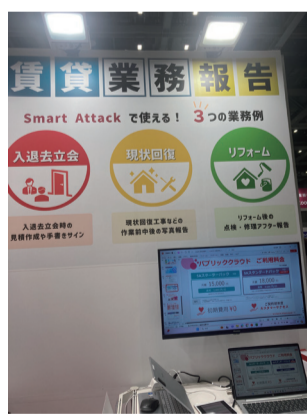 賃貸業務報告
Smart Attack で使える! 3つの業務例
入退去立会
現状回復
リフォーム
入退去立会時の
見積作成や手書きサイン
現状回復工事などの
作業前中後の写真報告
リフォーム後の
点検・修理アフター報告
パブリッククラウド ご利用料金
初期費用 ¥0